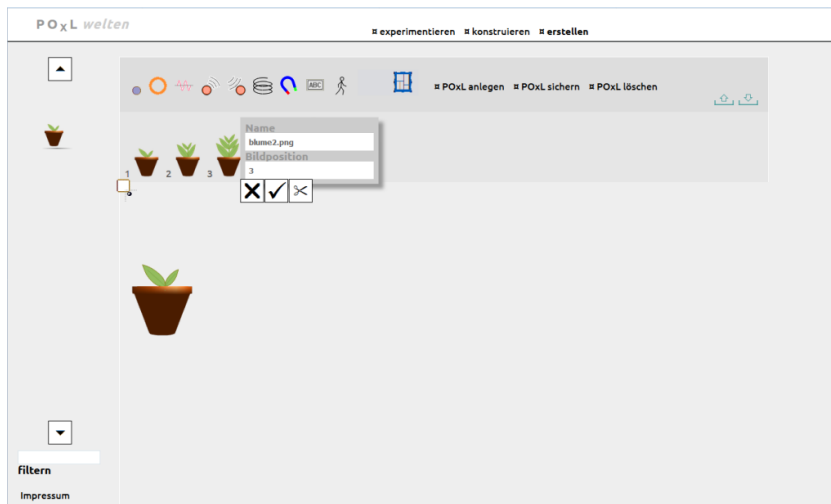 POXL welten
¤ experimentieren ¤ konstruieren ¤ erstellen
ABC
¤ POxL anlegen ¤ POxL sichern ¤ POxL löschen
Name
blume2.png
Bildposition
3
1 2 3
filtern
Impressum